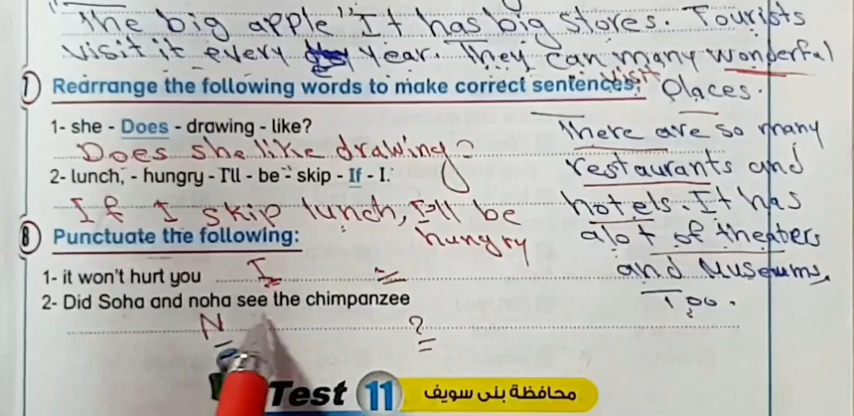 "The big apple" It has big stores. Tourists
visit it every year. They can many wonderful
visit
7 Redrrange the following words to make correct sentences:
places.
1- she - Does - drawing - like?
There are so many
Does she like drawing?
restaurants and
2- lunch, - hungry - I'll - be - skip - If - I.
hotels. It has
If I skip lunch, I'll be
hungry
alot of theaters
8 Punctuate the following:
and Museums,
1- it won't hurt you
I
Too.
2- Did Soha and noha see the chimpanzee
N ?
Test 11 محافظة بنى سويف